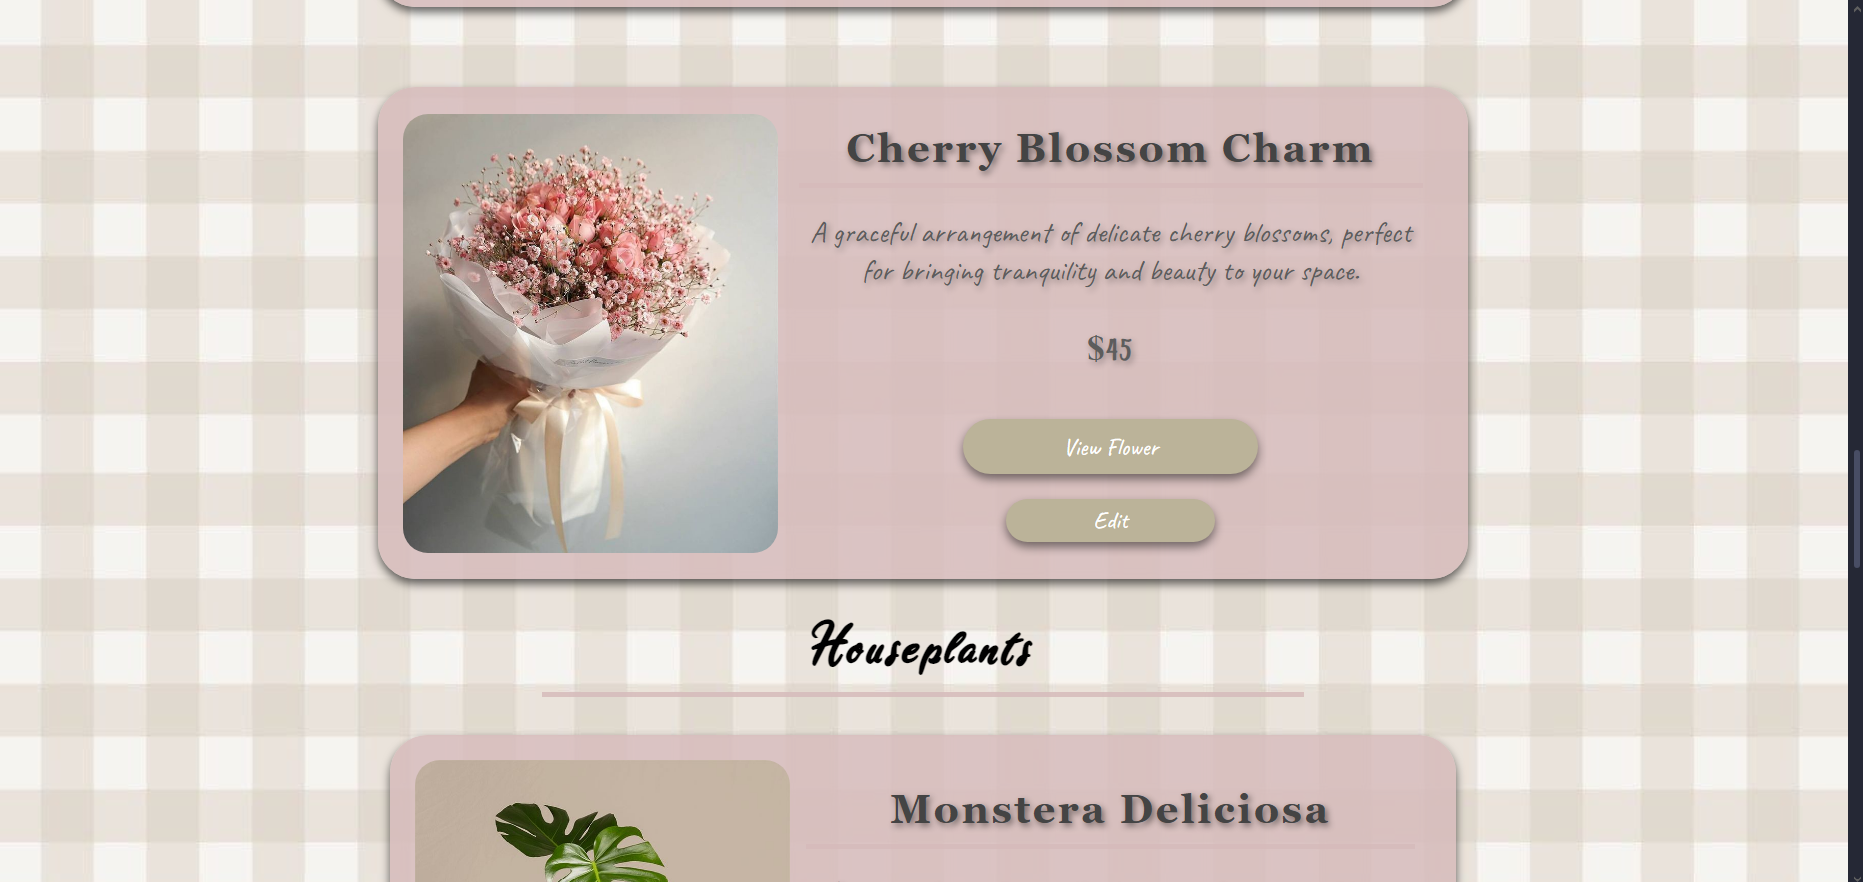 Cherry Blossom Charm
A graceful arrangement of delicate cherry blossoms, perfect
for bringing tranquility and beauty to your space.
$45
View Flower
Edit
Houseplants
Monstera Deliciosa